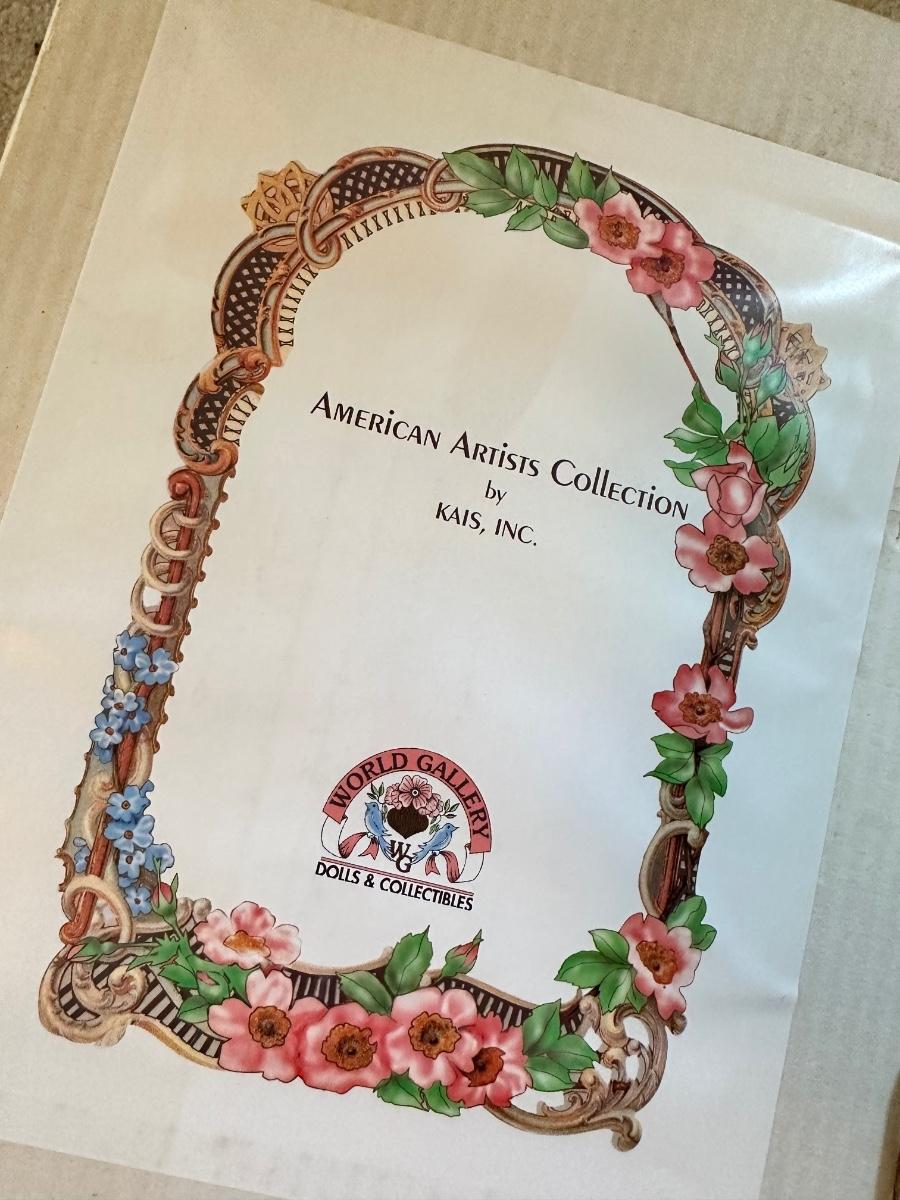 American Artists Collection
by
KAIS, INC.
WORLD GALLERY
WG
DOLLS & COLLECTIBLES